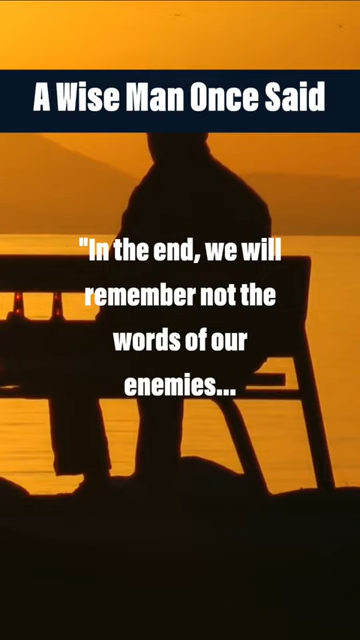 A Wise Man Once Said
"In the end, we will
remember not the
words of our
enemies...